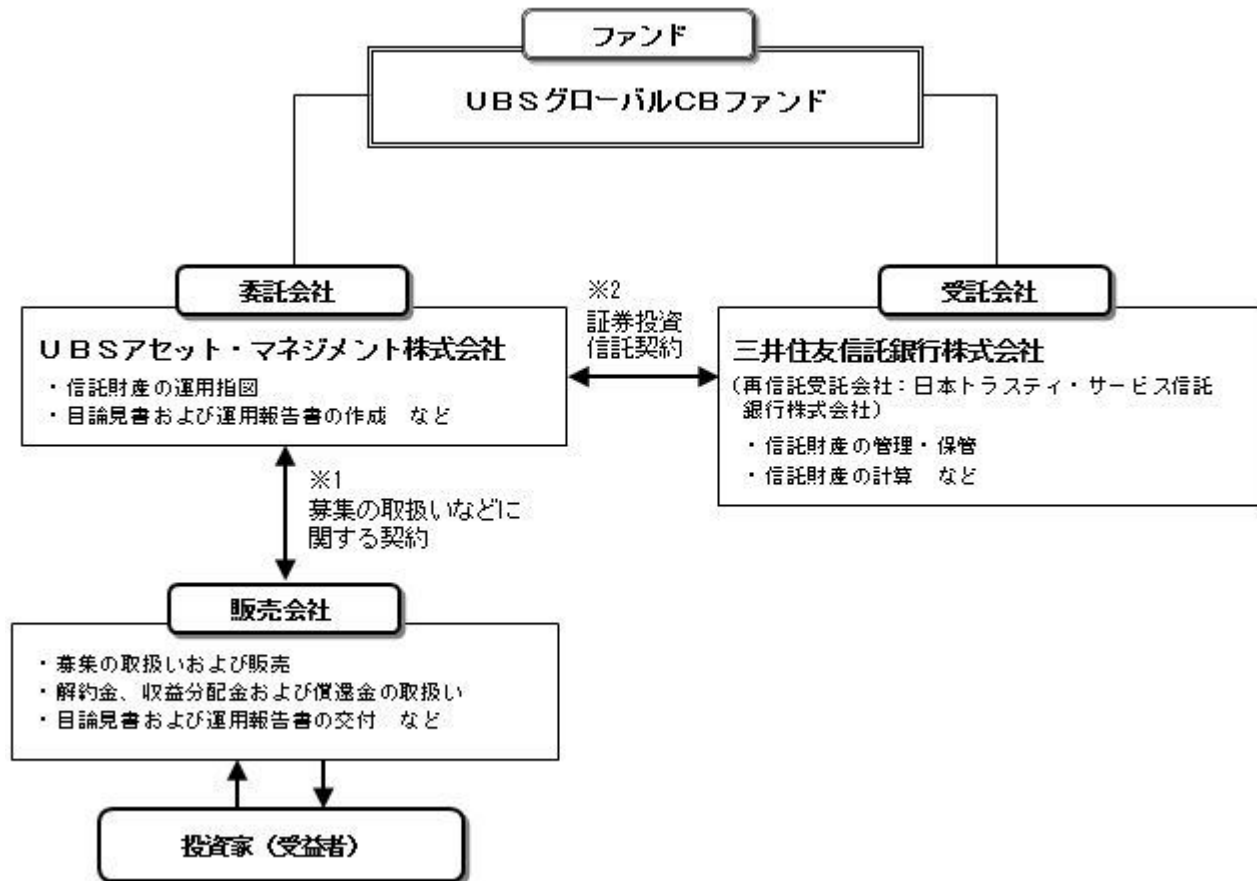 ファンド
UBSグローバルCBファンド
委託会社
UBSアセット・マネジメント株式会社
・信託財産の運用指図
・目論見書および運用報告書の作成　など
※2
証券投資
信託契約
受託会社
三井住友信託銀行株式会社
（再信託受託会社：日本トラスティ・サービス信託
銀行株式会社）
・信託財産の管理・保管
・信託財産の計算　など
※1
募集の取扱いなどに
関する契約
販売会社
・募集の取扱いおよび販売
・解約金、収益分配金および償還金の取扱い
・目論見書および運用報告書の交付　など
投資家（受益者）